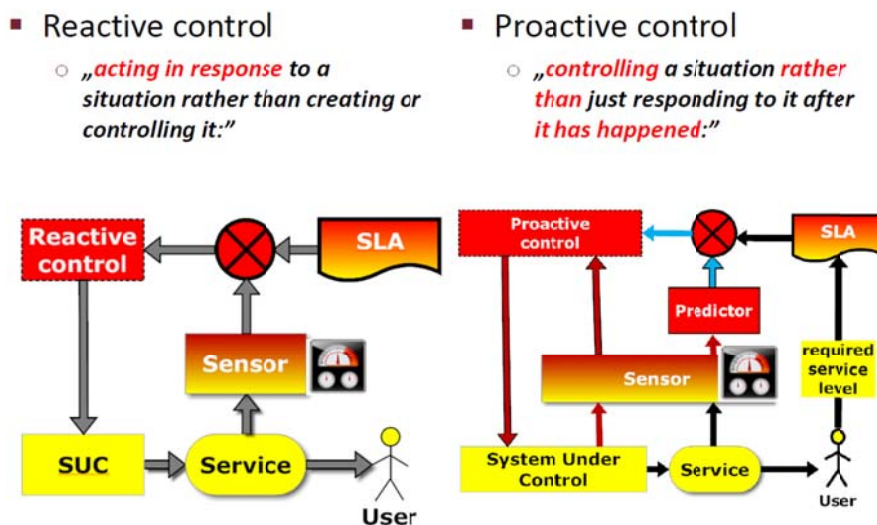 Reactive control
„acting in response to a
situation rather than creating or
controlling it:”
Proactive control
„controlling a situation rather
than just responding to it after
it has happened:”
Reactive
control
SLA
Sensor
SUC
Service
User
Proactive
control
SLA
Predictor
required
service
level
Sensor
System Under
Control
Service
User